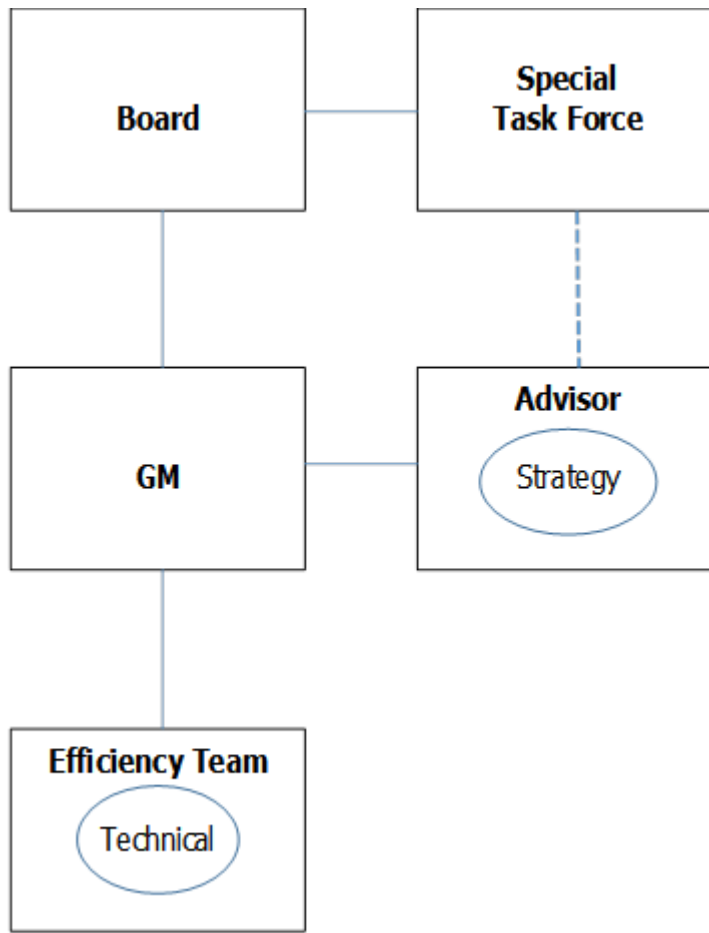 Board
Special
Task Force
GM
Advisor
Strategy
Efficiency Team
Technical